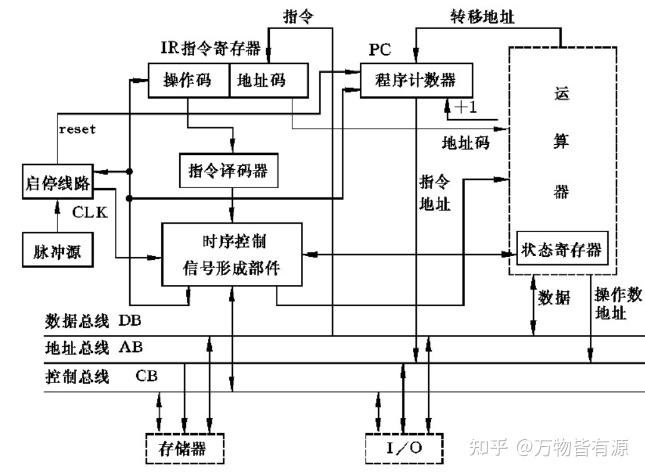 指令
转移地址
IR指令寄存器
PC
操作码
地址码
程序计数器
运算器
+1
reset
地址码
指令译码器
启停线路
指令
地址
CLK
时序控制
信号形成部件
脉冲源
状态寄存器
数据
操作数
地址
数据总线 DB
地址总线 AB
控制总线 CB
存储器
I/O
知乎 @万物皆有源